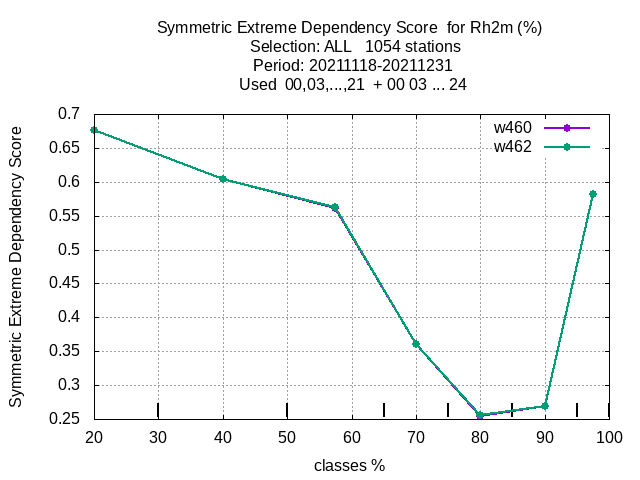 Symmetric Extreme Dependency Score  for Rh2m (%)
Selection: ALL   1054 stations
Period: 20211118-20211231
Used  00,03,...,21  + 00 03 ... 24
Symmetric Extreme Dependency Score
0.7
0.65
0.6
0.55
0.5
0.45
0.4
0.35
0.3
0.25
w460
w462
20 30 40 50 60 70 80 90 100
classes %